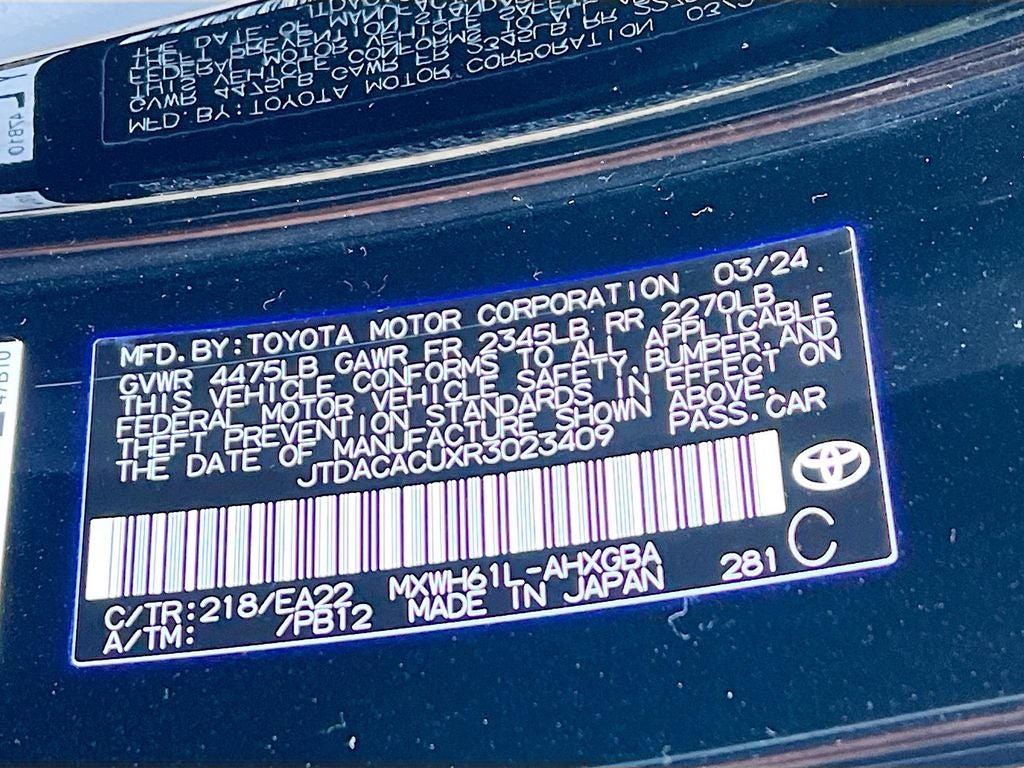 MFD. BY: TOYOTA MOTOR CORPORATION 03/24
GVWR 4475LB GAWR FR 2345LB RR 2270LB
THIS VEHICLE CONFORMS TO ALL APPLICABLE
FEDERAL MOTOR VEHICLE SAFETY, BUMPER, AND
THEFT PREVENTION STANDARDS IN EFFECT ON
THE DATE OF MANUFACTURE SHOWN ABOVE.
JTDACACUXR3023409 PASS. CAR
C/TR: 218/EA22 MXWH61L-AHXGBA 281 C
A/TM: /PB12 MADE IN JAPAN